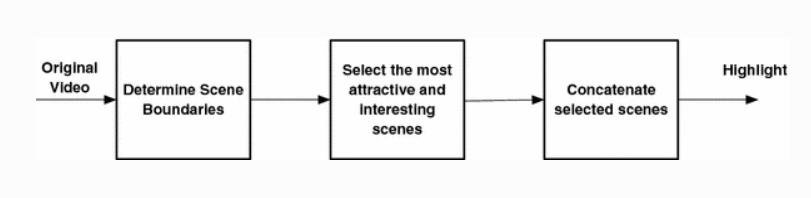 Original
Video
Determine Scene
Boundaries
Select the most
attractive and
interesting
scenes
Concatenate
selected scenes
Highlight